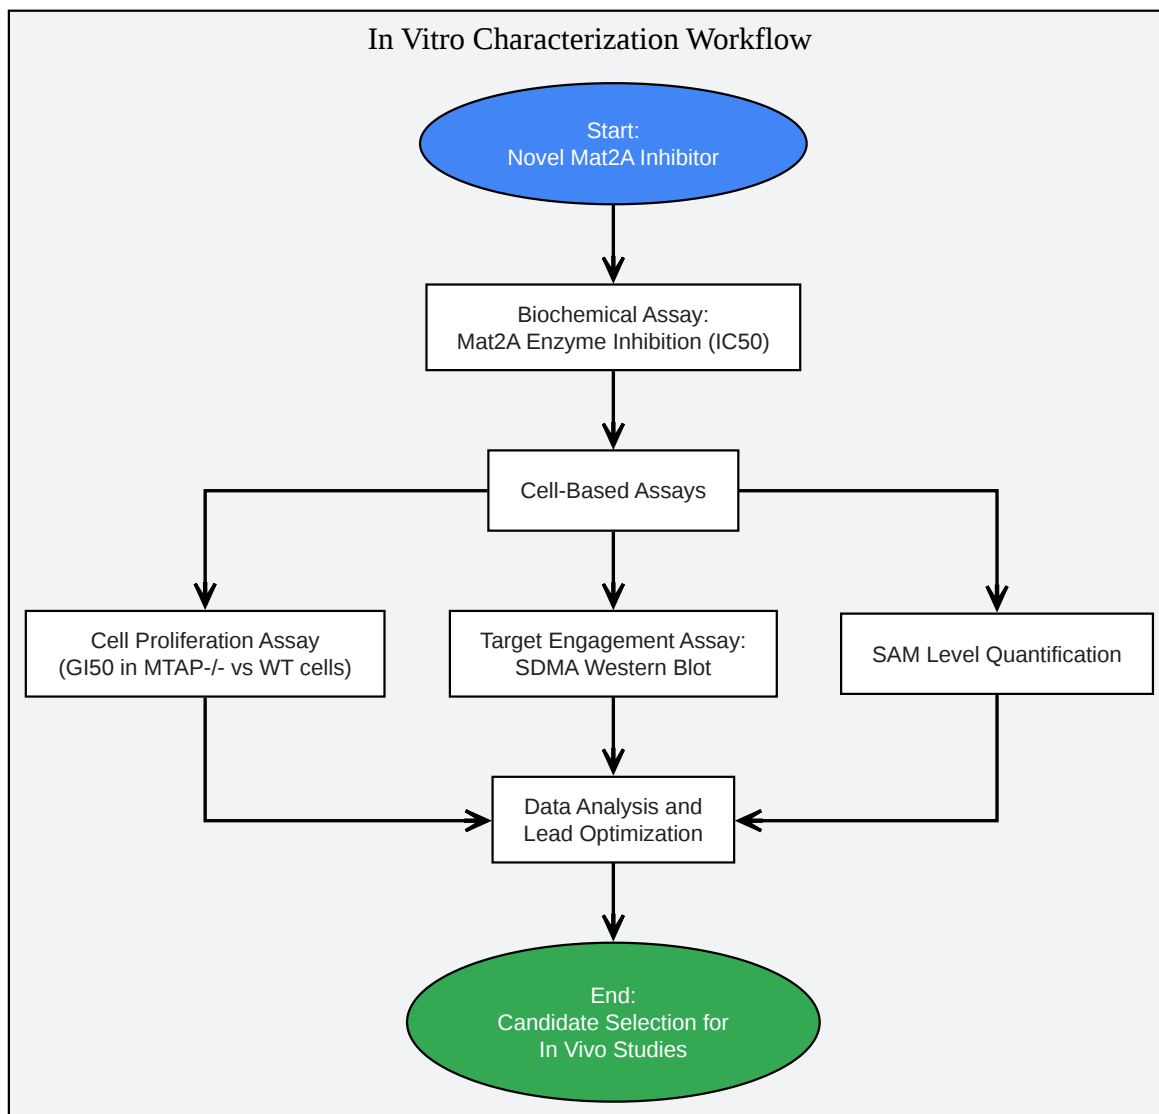 In Vitro Characterization Workflow
Start:
Novel Mat2A Inhibitor
Biochemical Assay:
Mat2A Enzyme Inhibition (IC50)
Cell-Based Assays
Cell Proliferation Assay
(GI50 in MTAP-/- vs WT cells)
Target Engagement Assay:
SDMA Western Blot
SAM Level Quantification
Data Analysis and
Lead Optimization
End:
Candidate Selection for
In Vivo Studies